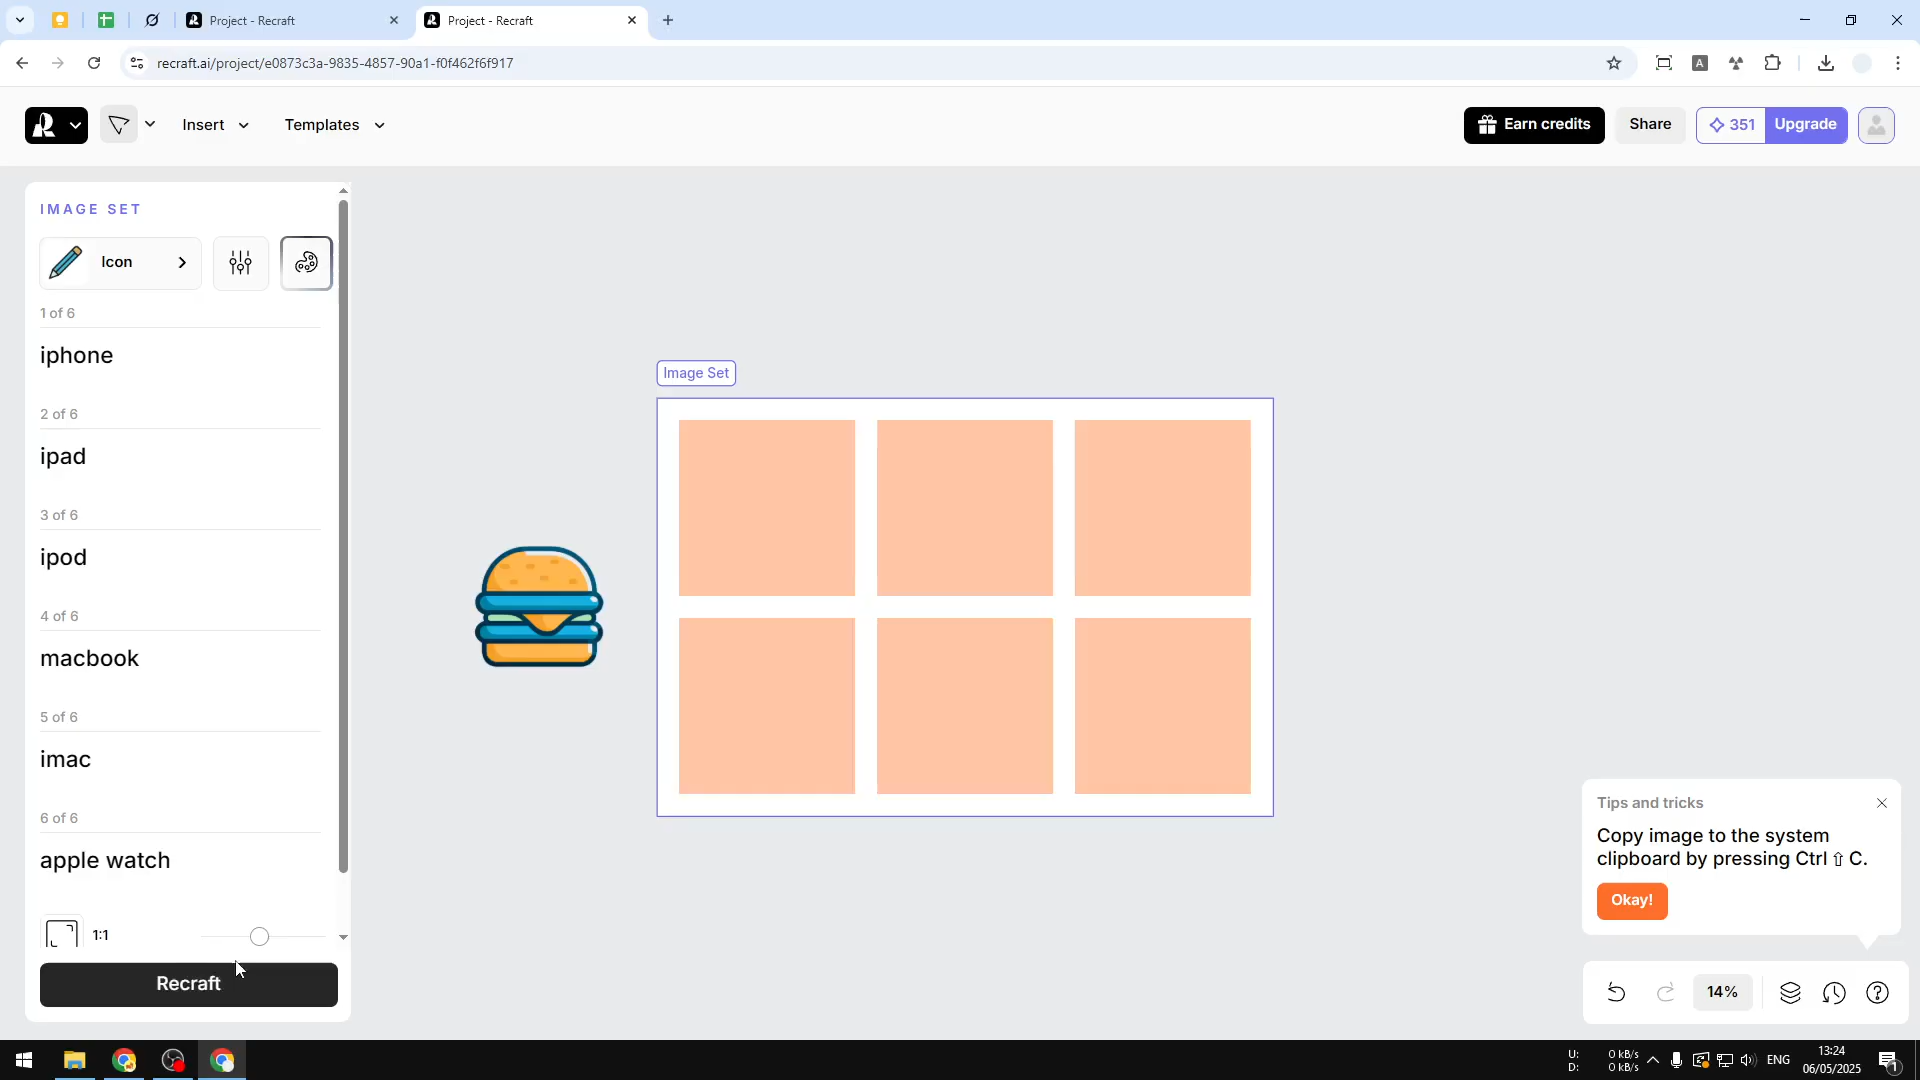 Project - Recraft
Project - Recraft
recraft.ai/project/e0873c3a-9835-4857-90a1-f0f462f6f917
Insert
Templates
Earn credits
Share
351
Upgrade
IMAGE SET
Icon
1 of 6
iphone
2 of 6
ipad
3 of 6
ipod
4 of 6
macbook
5 of 6
imac
6 of 6
apple watch
1:1
Recraft
Image Set
Tips and tricks
Copy image to the system
clipboard by pressing Ctrl ⇧ C.
Okay!
14%
U: 0 kB/s
D: 0 kB/s
ENG
13:24
06/05/2025
1